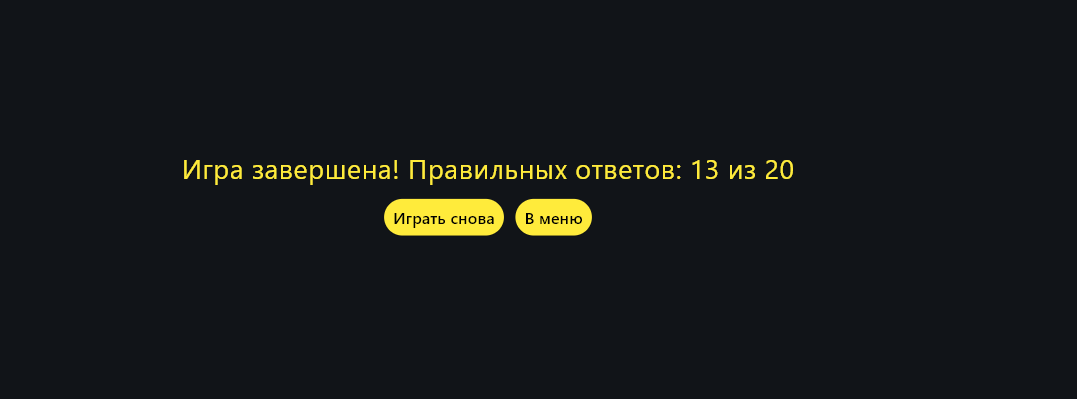 Игра завершена! Правильных ответов: 13 из 20
Играть снова В меню